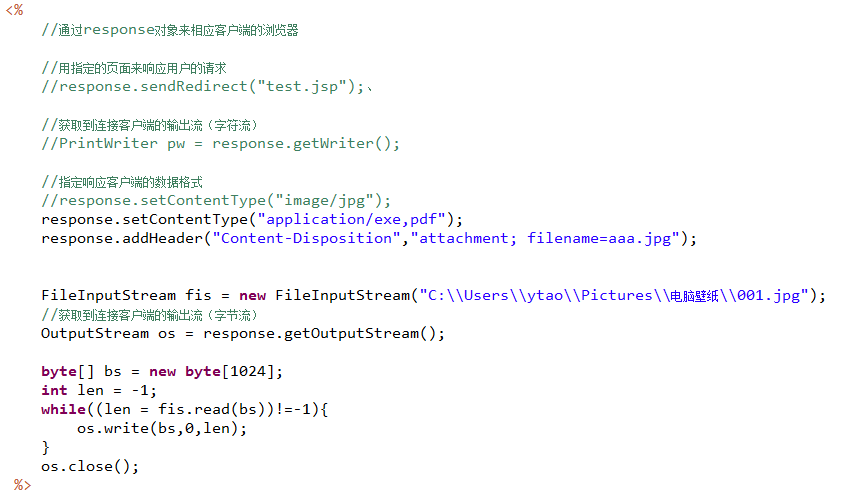 <%
//通过response对象来相应客户端的浏览器
//用指定的页面来响应用户的请求
//response.sendRedirect("test.jsp");、
//获取到连接客户端的输出流（字符流）
//PrintWriter pw = response.getWriter();
//指定响应客户端的数据格式
//response.setContentType("image/jpg");
response.setContentType("application/exe,pdf");
response.addHeader("Content-Disposition","attachment; filename=aaa.jpg");
FileInputStream fis = new FileInputStream("C:\\Users\\ytao\\Pictures\\电脑壁纸\\001.jpg");
//获取到连接客户端的输出流（字节流）
OutputStream os = response.getOutputStream();
byte[] bs = new byte[1024];
int len = -1;
while((len = fis.read(bs))!=-1){
os.write(bs,0,len);
}
os.close();
%>